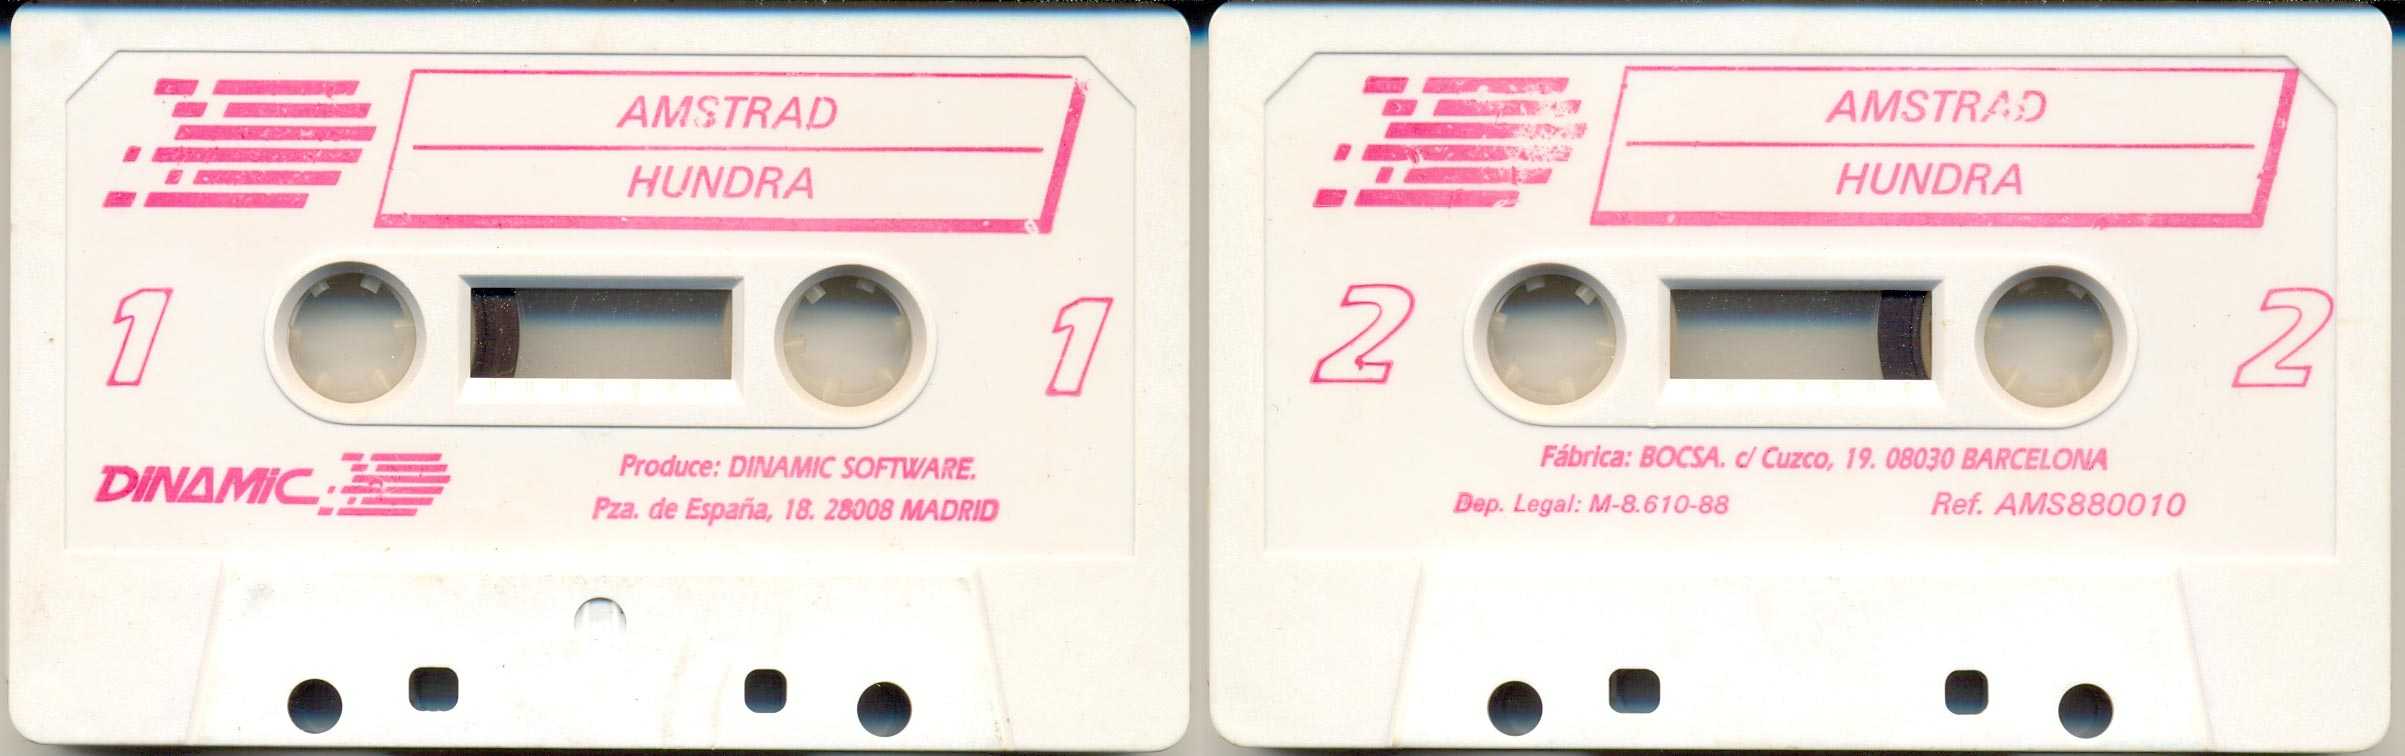 AMSTRAD
HUNDRA
1 1
DINAMIC
Produce: DINAMIC SOFTWARE.
Pza. de España, 18. 28008 MADRID
AMSTRAD
HUNDRA
2 2
Fábrica: BOCSA. c/ Cuzco, 19. 08030 BARCELONA
Dep. Legal: M-8.610-88 Ref. AMS880010